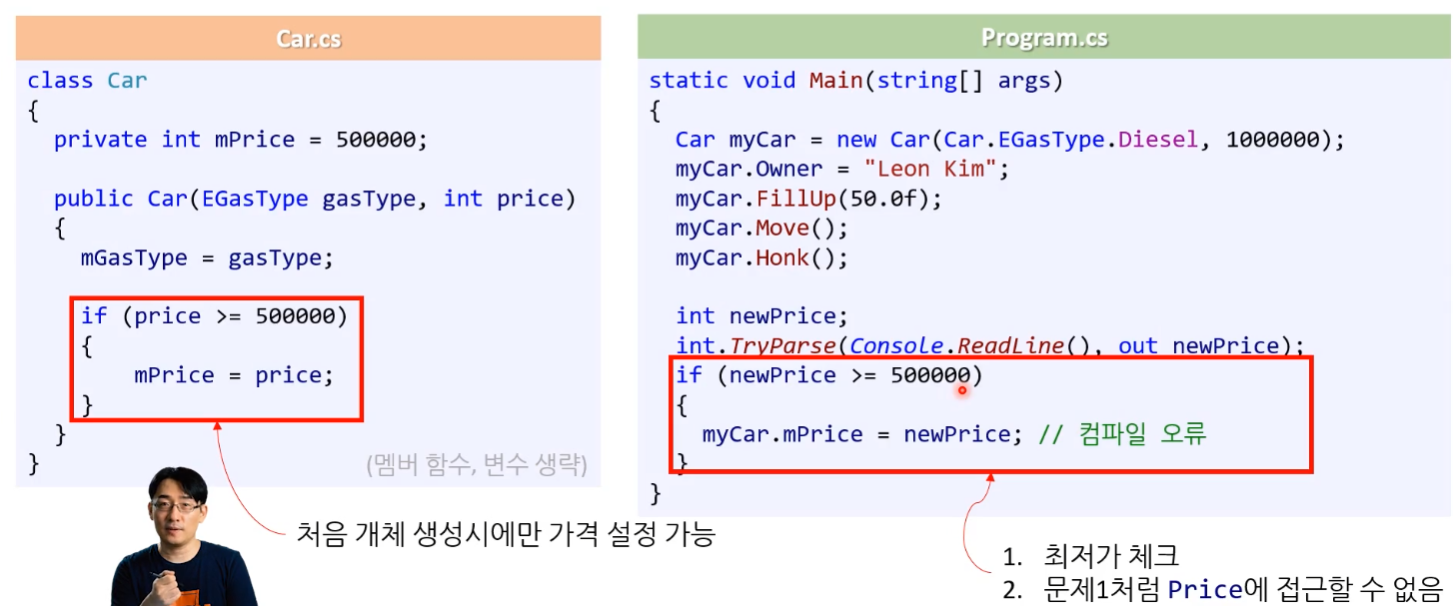 Car.cs
class Car
{
private int mPrice = 500000;
public Car(EGasType gasType, int price)
{
mGasType = gasType;
if (price >= 500000)
{
mPrice = price;
}
}
}
(멤버 함수, 변수 생략)
처음 개체 생성시에만 가격 설정 가능
Program.cs
static void Main(string[] args)
{
Car myCar = new Car(Car.EGasType.Diesel, 1000000);
myCar.Owner = "Leon Kim";
myCar.FillUp(50.0f);
myCar.Move();
myCar.Honk();
int newPrice;
int.TryParse(Console.ReadLine(), out newPrice);
if (newPrice >= 500000)
{
myCar.mPrice = newPrice; // 컴파일 오류
}
}
1. 최저가 체크
2. 문제1처럼 Price에 접근할 수 없음